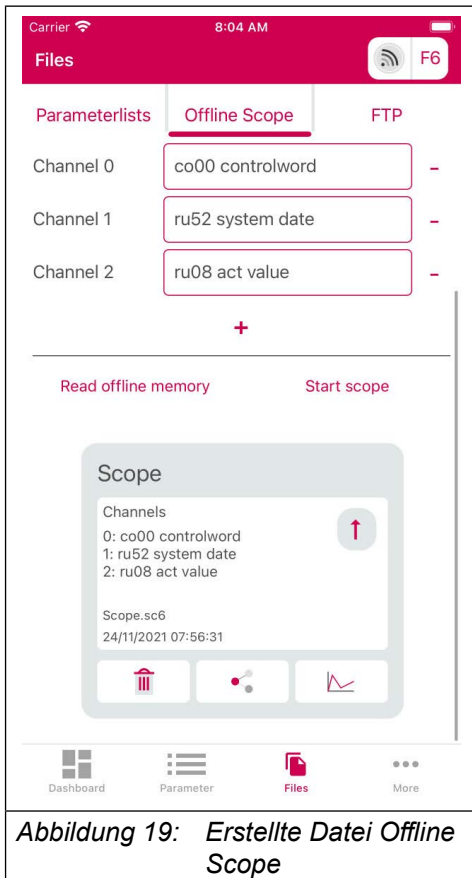 Carrier 8:04 AM
Files F6
Parameterlists Offline Scope FTP
Channel 0 co00 controlword -
Channel 1 ru52 system date -
Channel 2 ru08 act value -
+
Read offline memory Start scope
Scope
Channels
0: co00 controlword
1: ru52 system date
2: ru08 act value
Scope.sc6
24/11/2021 07:56:31
Dashboard Parameter Files More
Abbildung 19: Erstellte Datei Offline
Scope